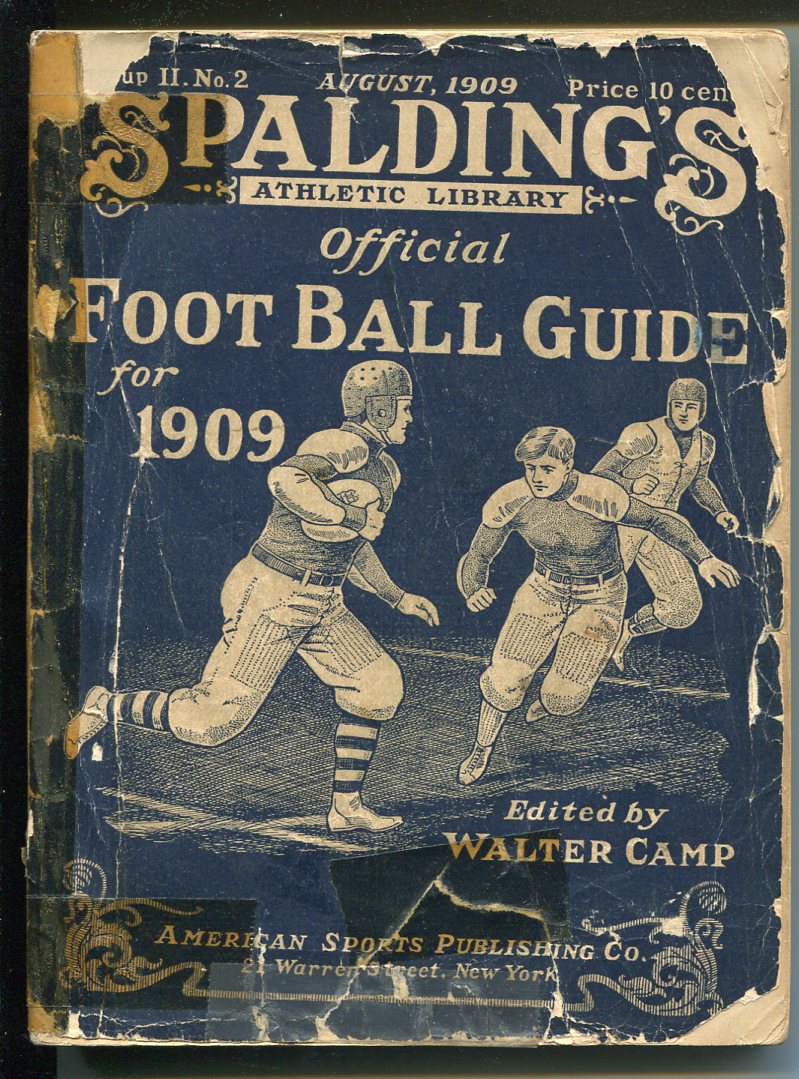 up II. No. 2 AUGUST, 1909 Price 10 cen
SPALDING'S
ATHLETIC LIBRARY
Official
FOOT BALL GUIDE
for
1909
Edited by
WALTER CAMP
AMERICAN SPORTS PUBLISHING CO.
21 Warren Street, New York